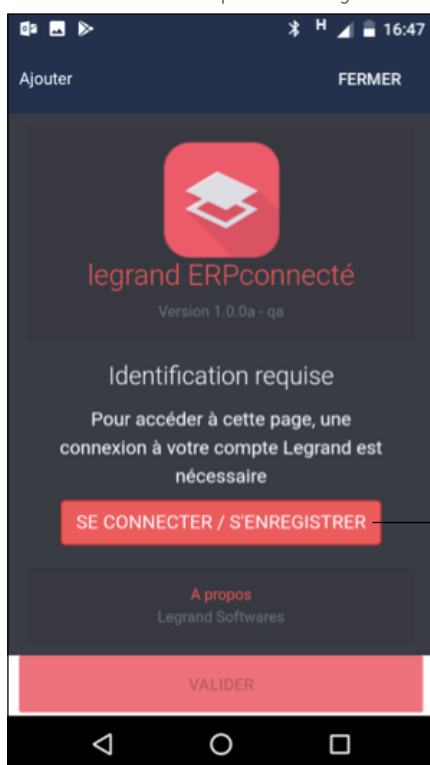 H 16:47
Ajouter FERMER
legrand ERPconnecté
Version 1.0.0a - qa
Identification requise
Pour accéder à cette page, une
connexion à votre compte Legrand est
nécessaire
SE CONNECTER / S'ENREGISTRER
A propos
Legrand Softwares
VALIDER